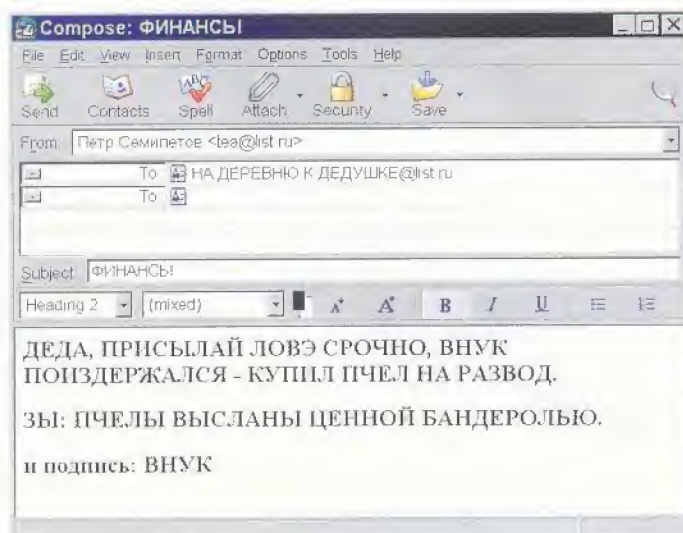 Compose: ФИНАНСЫ
File Edit View Insert Format Options Tools Help
Send Contacts Spell Attach Security Save
From: Петр Семипетов <tea@list.ru>
To НА ДЕРЕВНЮ К ДЕДУШКЕ@list.ru
To
Subject: ФИНАНСЫ
Heading 2 (mixed) A A B I U
ДЕДА, ПРИСЫЛАЙ ЛОВЭ СРОЧНО, ВНУК
ПОИЗДЕРЖАЛСЯ - КУПИЛ ПЧЕЛ НА РАЗВОД.
ЗЫ: ПЧЕЛЫ ВЫСЛАНЫ ЦЕННОЙ БАНДЕРОЛЬЮ.
и подпись: ВНУК